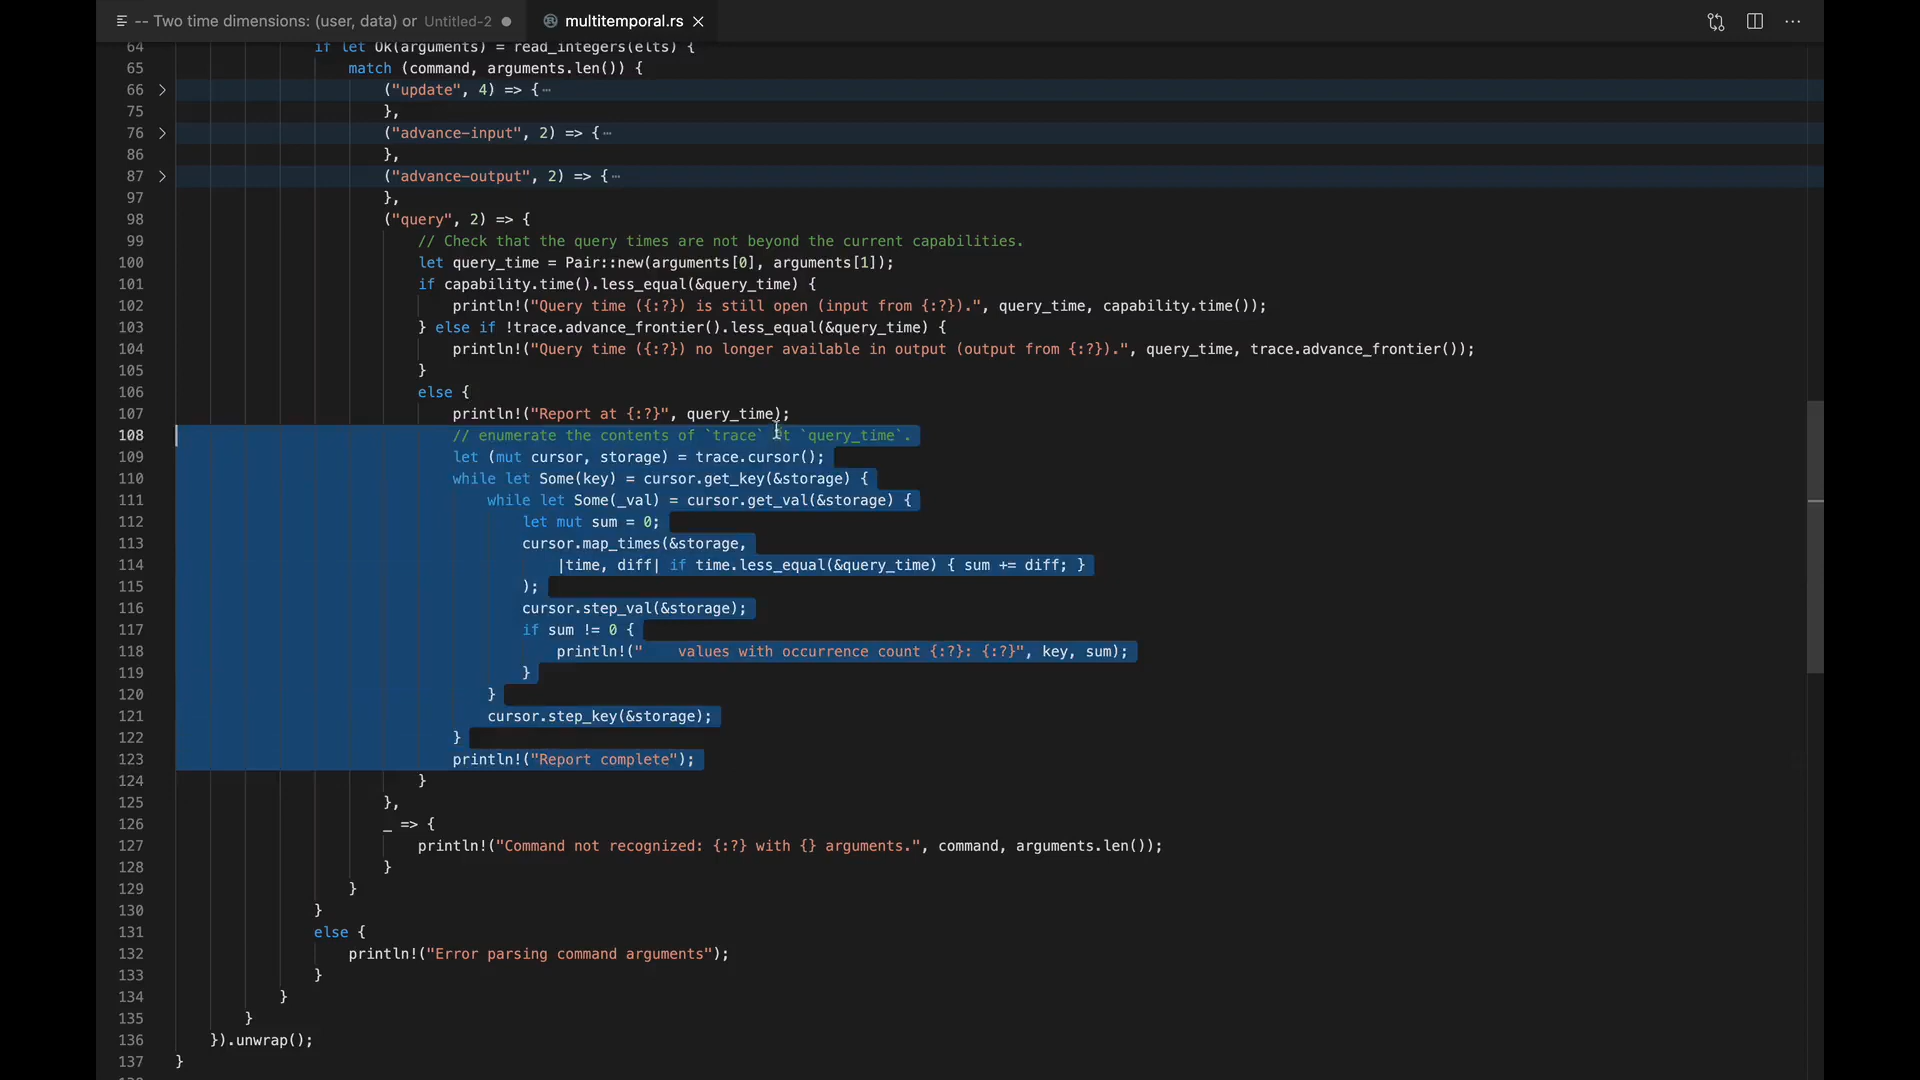 -- Two time dimensions: (user, data) or Untitled-2
multitemporal.rs
64 if let Ok(arguments) = read_integers(elts) {
65 match (command, arguments.len()) {
66 ("update", 4) => {⋯
75 },
76 ("advance-input", 2) => {⋯
86 },
87 ("advance-output", 2) => {⋯
97 },
98 ("query", 2) => {
99 // Check that the query times are not beyond the current capabilities.
100 let query_time = Pair::new(arguments[0], arguments[1]);
101 if capability.time().less_equal(&query_time) {
102 println!("Query time ({:?}) is still open (input from {:?}).", query_time, capability.time());
103 } else if !trace.advance_frontier().less_equal(&query_time) {
104 println!("Query time ({:?}) no longer available in output (output from {:?}).", query_time, trace.advance_frontier());
105 }
106 else {
107 println!("Report at {:?}", query_time);
108 // enumerate the contents of `trace` at `query_time`.
109 let (mut cursor, storage) = trace.cursor();
110 while let Some(key) = cursor.get_key(&storage) {
111 while let Some(_val) = cursor.get_val(&storage) {
112 let mut sum = 0;
113 cursor.map_times(&storage,
114 |time, diff| if time.less_equal(&query_time) { sum += diff; }
115 );
116 cursor.step_val(&storage);
117 if sum != 0 {
118 println!("    values with occurrence count {:?}: {:?}", key, sum);
119 }
120 }
121 cursor.step_key(&storage);
122 }
123 println!("Report complete");
124 }
125 },
126 _ => {
127 println!("Command not recognized: {:?} with {} arguments.", command, arguments.len());
128 }
129 }
130 }
131 else {
132 println!("Error parsing command arguments");
133 }
134 }
135 }
136 }).unwrap();
137 }